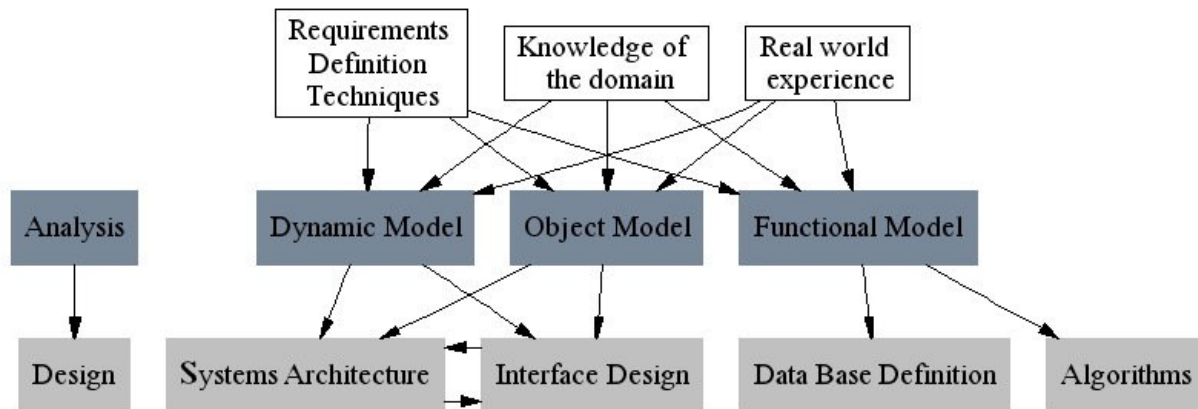 Requirements
Definition
Techniques
Knowledge of
the domain
Real world
experience
Analysis
Dynamic Model
Object Model
Functional Model
Design
Systems Architecture
Interface Design
Data Base Definition
Algorithms